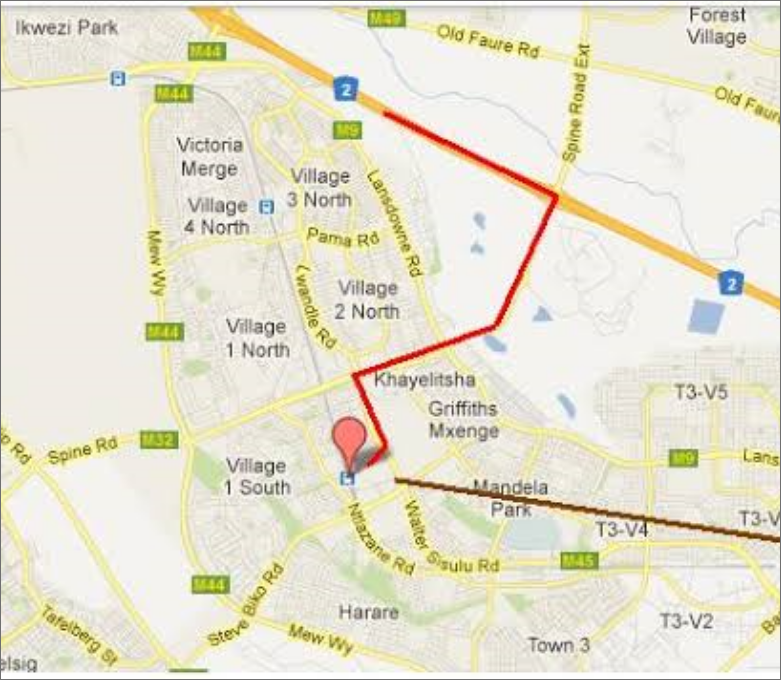 M49
Forest
Village
Ikwezi Park
Old Faure Rd
M44
2
Spine Road Ext
M44
Old Faure
M9
Victoria
Merge
Village
3 North
Lansdowne Rd
Village
4 North
Pama Rd
Mew Wy
Lwandle Rd
2
Village
2 North
M44
Village
1 North
Khayelitsha
T3-V5
Griffiths
Mxenge
Spine Rd
M32
M9
Lans
Village
1 South
Mandela
Park
T3-V
T3-V4
Walter Sisulu Rd
Ntlazane Rd
M45
M44
Steve Biko Rd
Harare
T3-V2
Tafelberg St
Mew Wy
Town 3
elsig